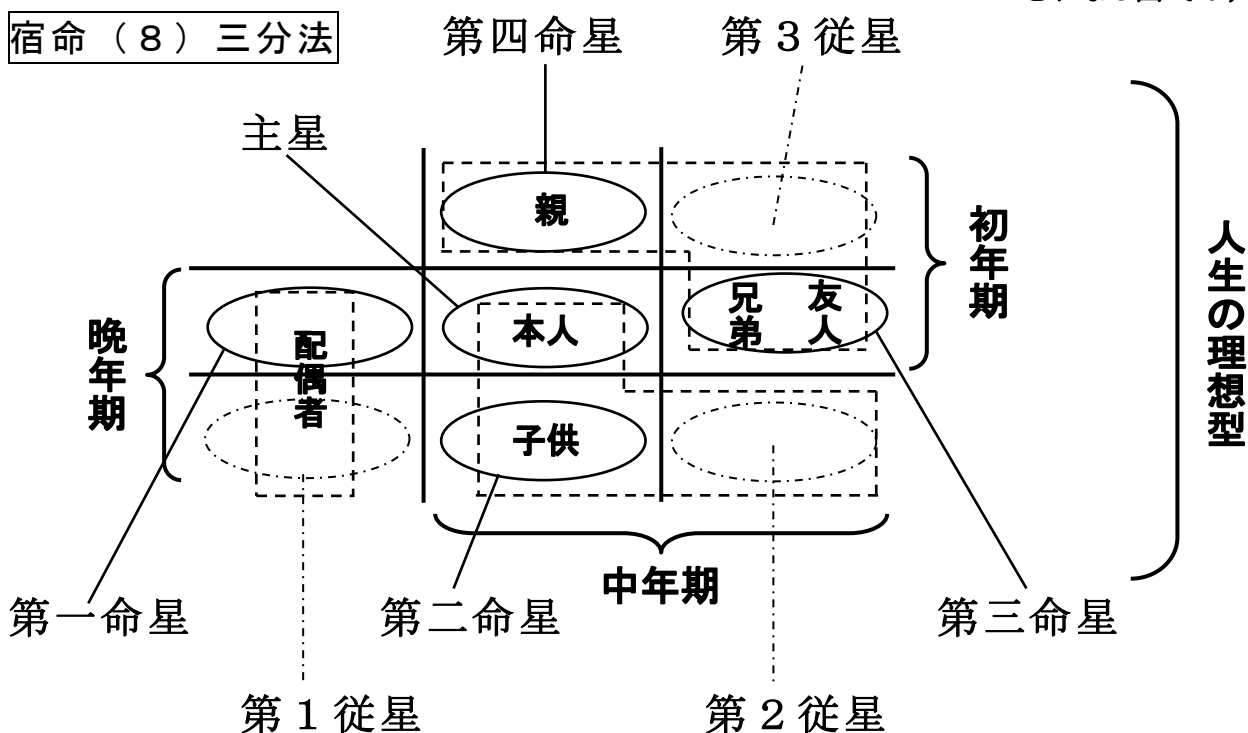 宿命（８）三分法
第四命星
第３従星
主星
親
初年期
人生の理想型
兄弟
友人
本人
配偶者
晩年期
子供
中年期
第一命星
第二命星
第三命星
第１従星
第２従星